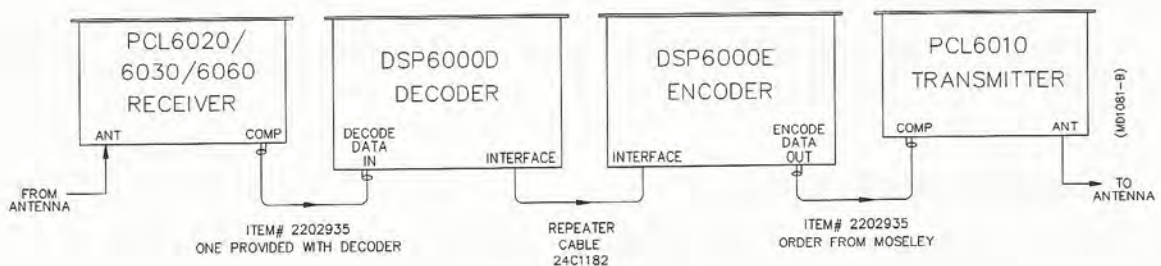 PCL6020/
6030/6060
RECEIVER
ANT
COMP
DSP6000D
DECODER
DECODE
DATA
IN
INTERFACE
DSP6000E
ENCODER
INTERFACE
ENCODE
DATA
OUT
PCL6010
TRANSMITTER
COMP
ANT
(MD1081-B)
FROM
ANTENNA
ITEM# 2202935
ONE PROVIDED WITH DECODER
REPEATER
CABLE
24C1182
ITEM# 2202935
ORDER FROM MOSELEY
TO
ANTENNA